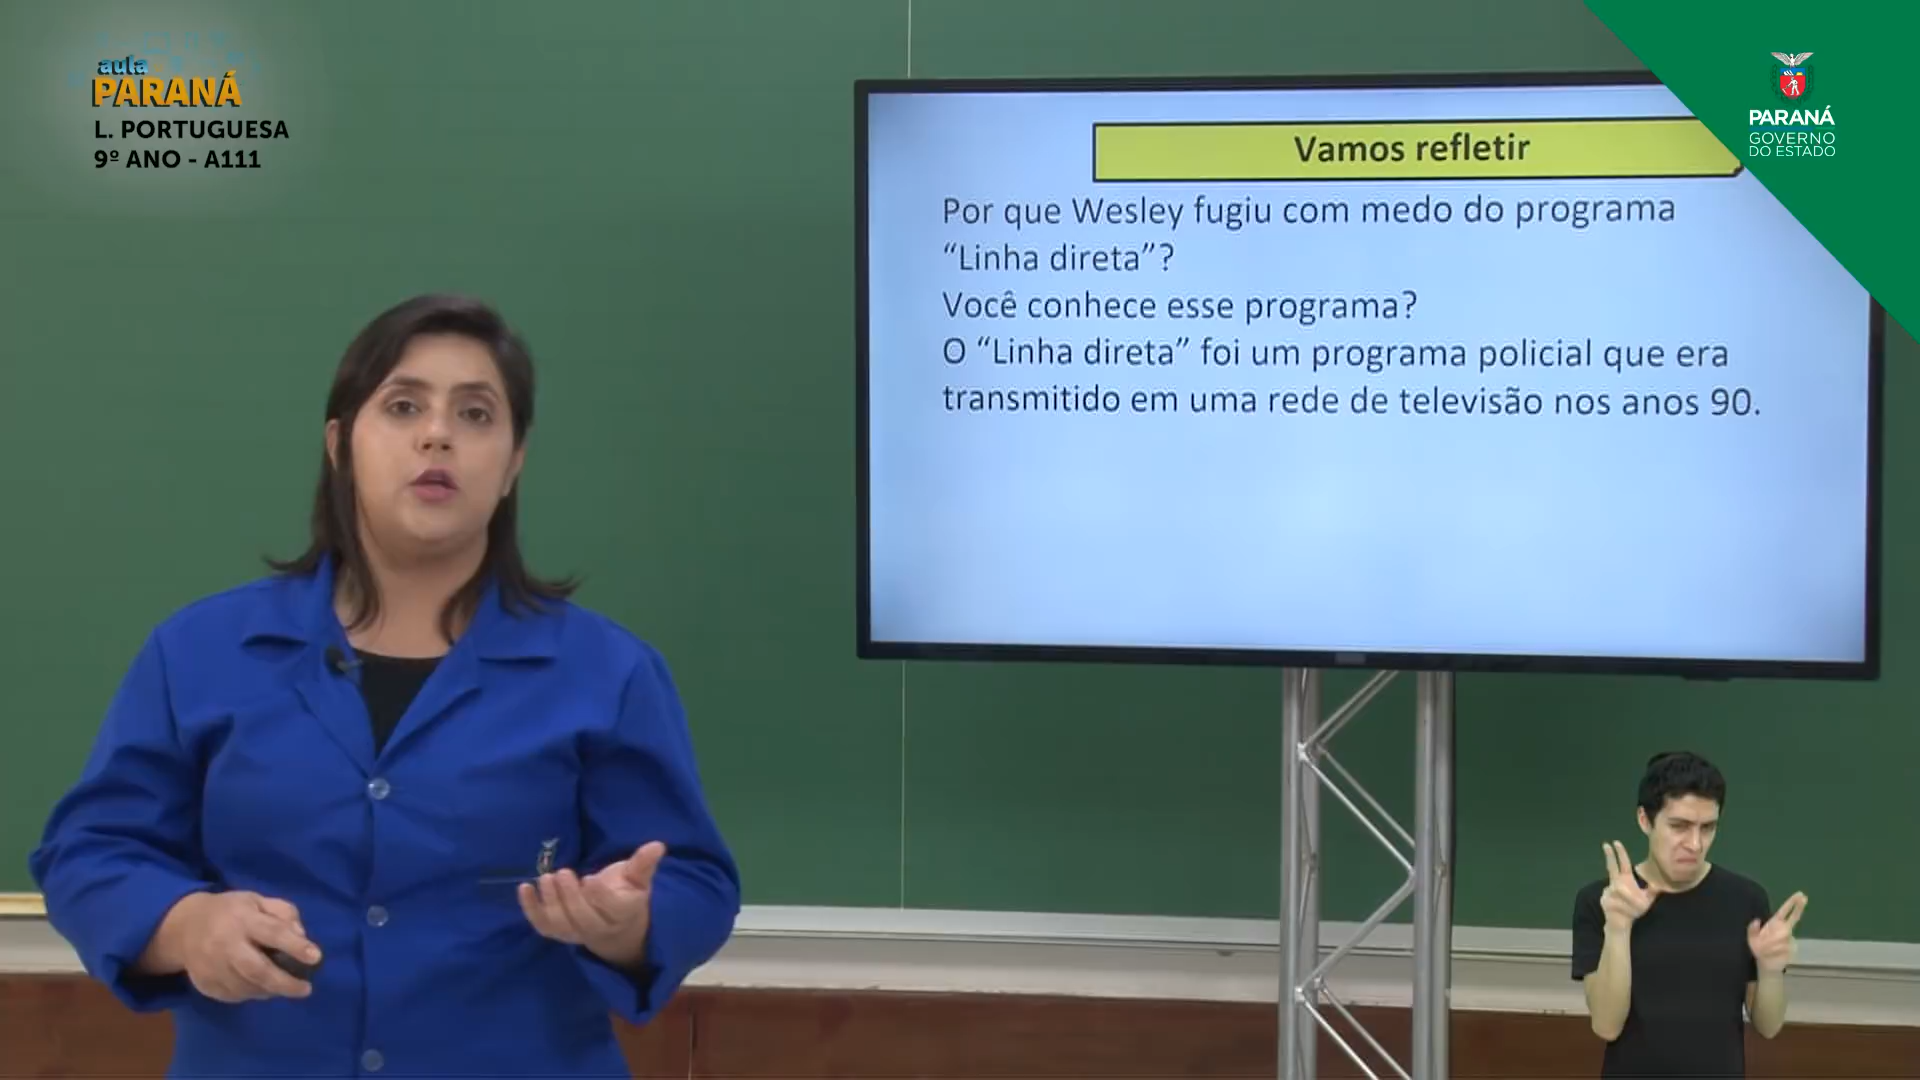 aula
PARANÁ
L. PORTUGUESA
9º ANO - A111
PARANÁ
GOVERNO
DO ESTADO
Vamos refletir
Por que Wesley fugiu com medo do programa
“Linha direta”?
Você conhece esse programa?
O “Linha direta” foi um programa policial que era
transmitido em uma rede de televisão nos anos 90.